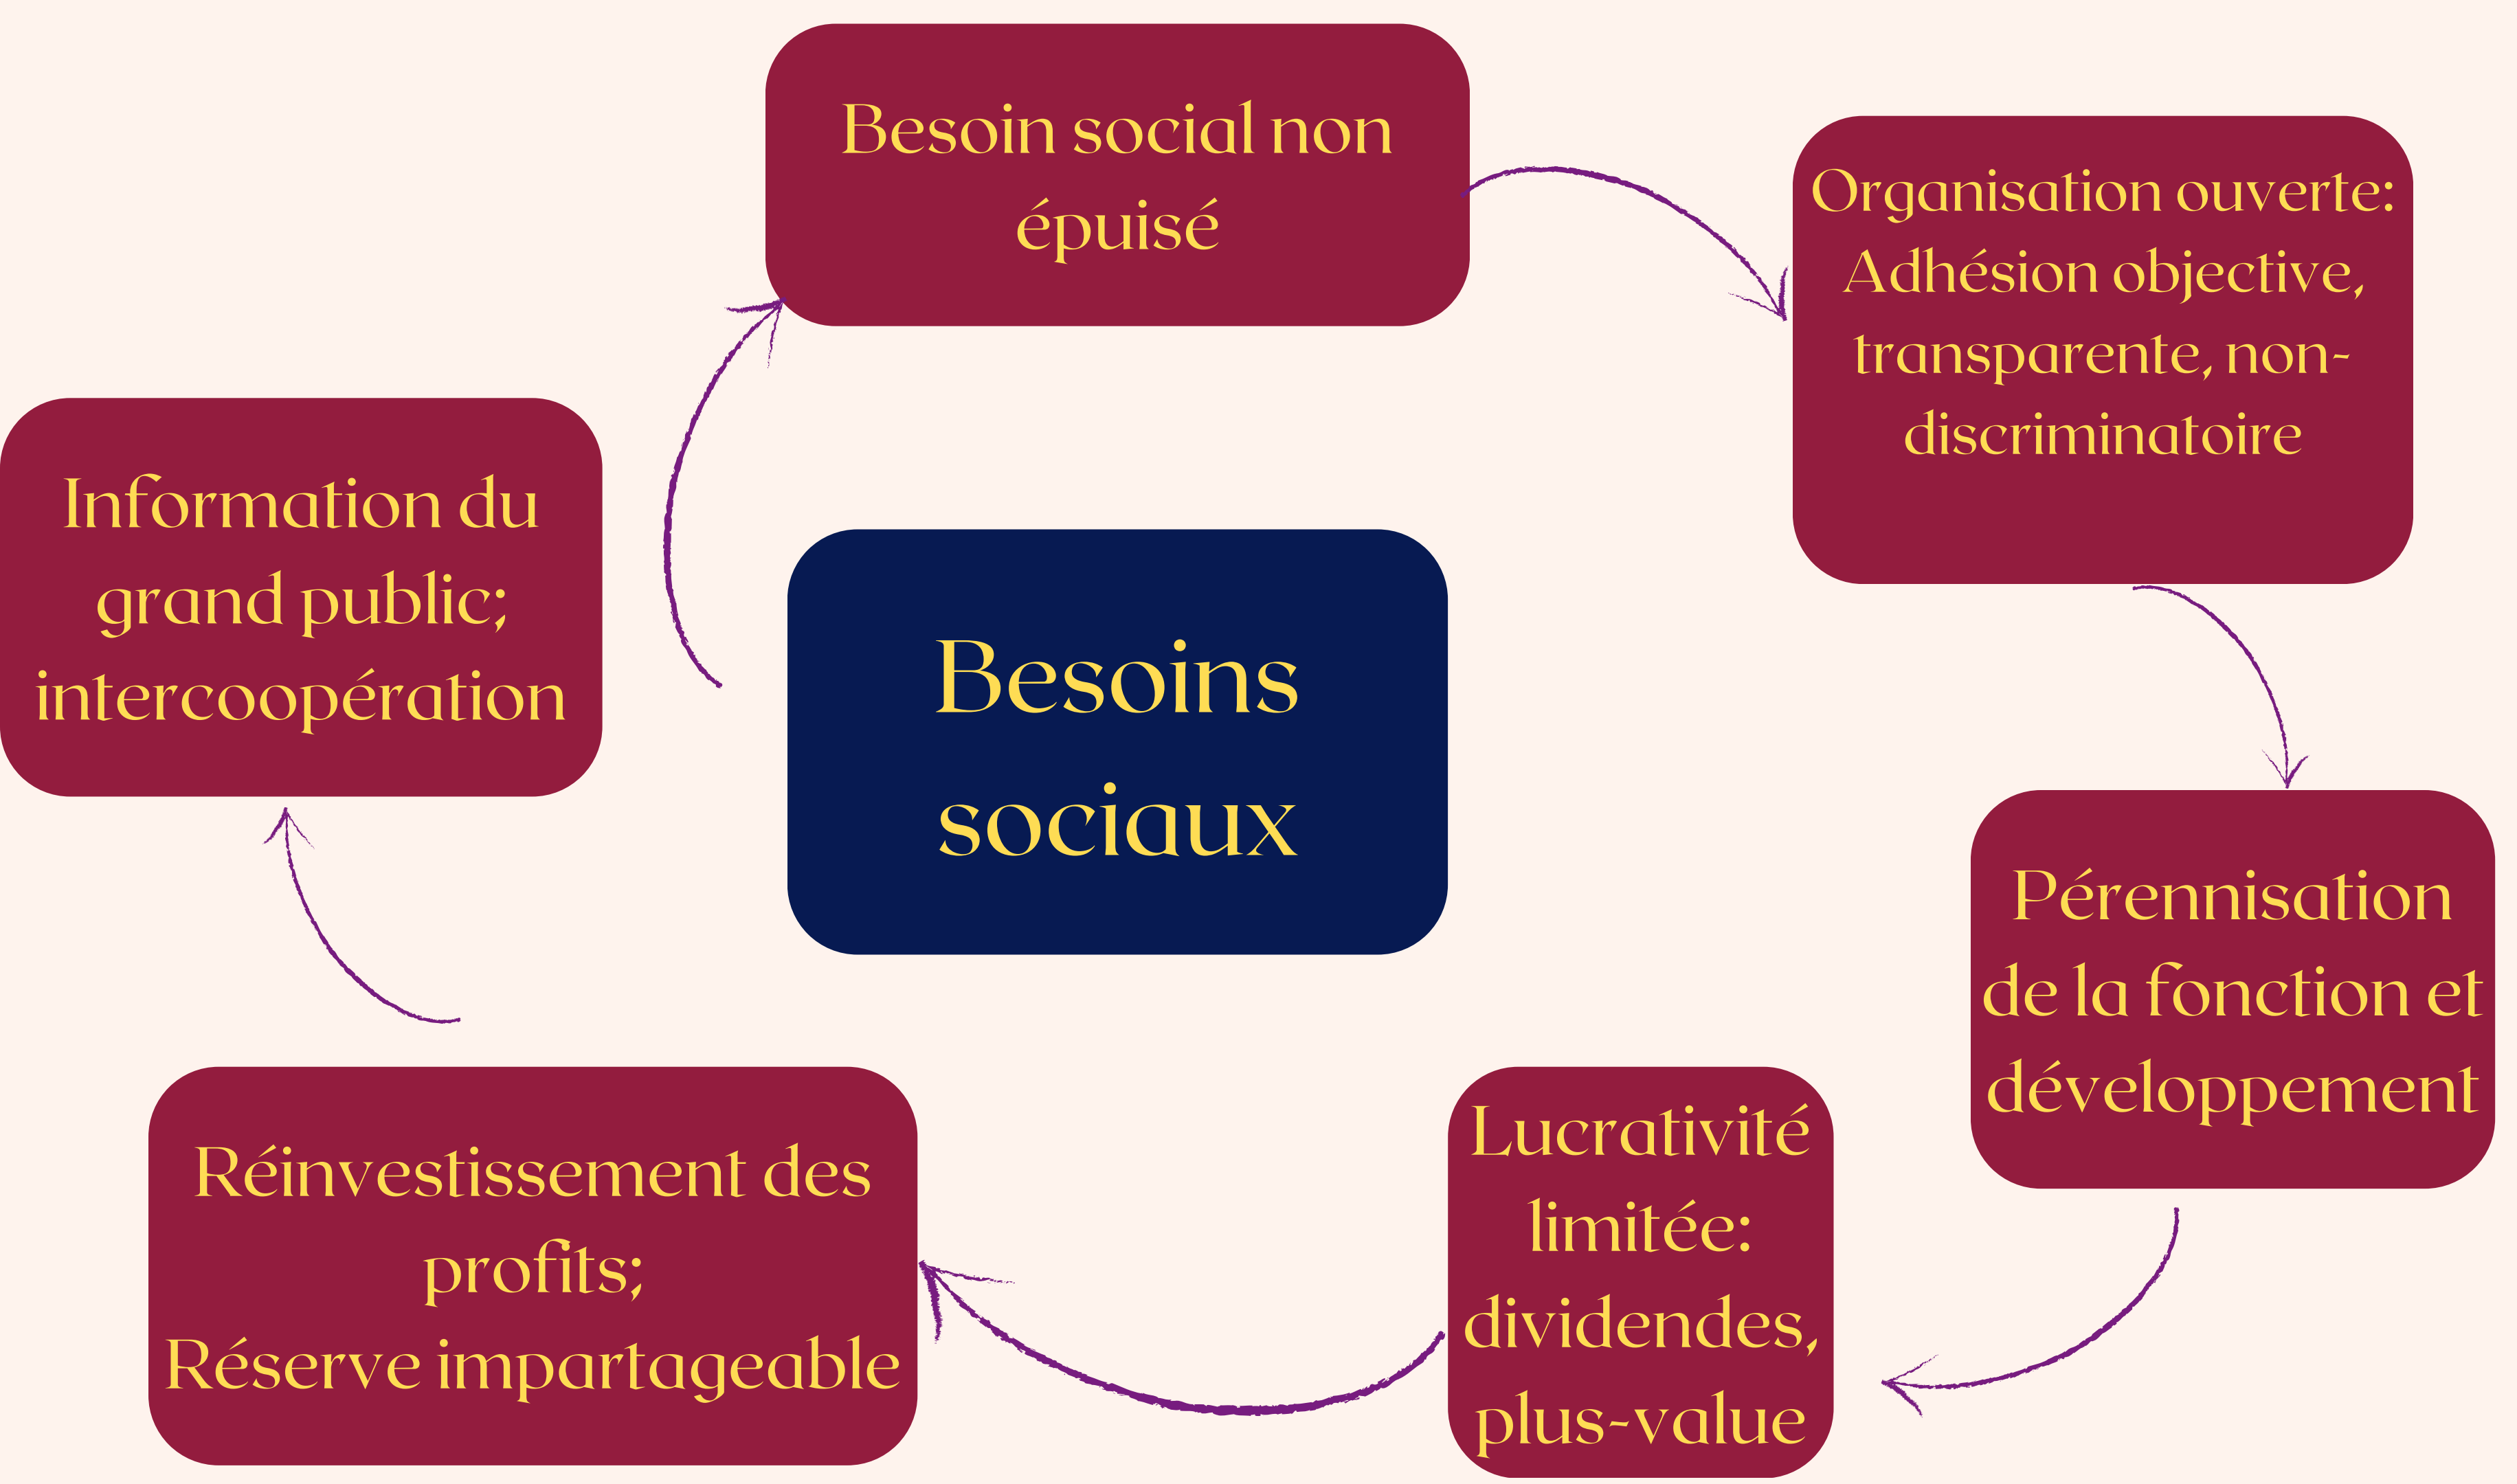 Besoin social non
épuisé
Organisation ouverte:
Adhésion objective,
transparente, non-
discriminatoire
Pérennisation
de la fonction et
développement
Lucrativité
limitée:
dividendes,
plus-value
Réinvestissement des
profits;
Réserve impartageable
Information du
grand public;
intercoopération
Besoins
sociaux